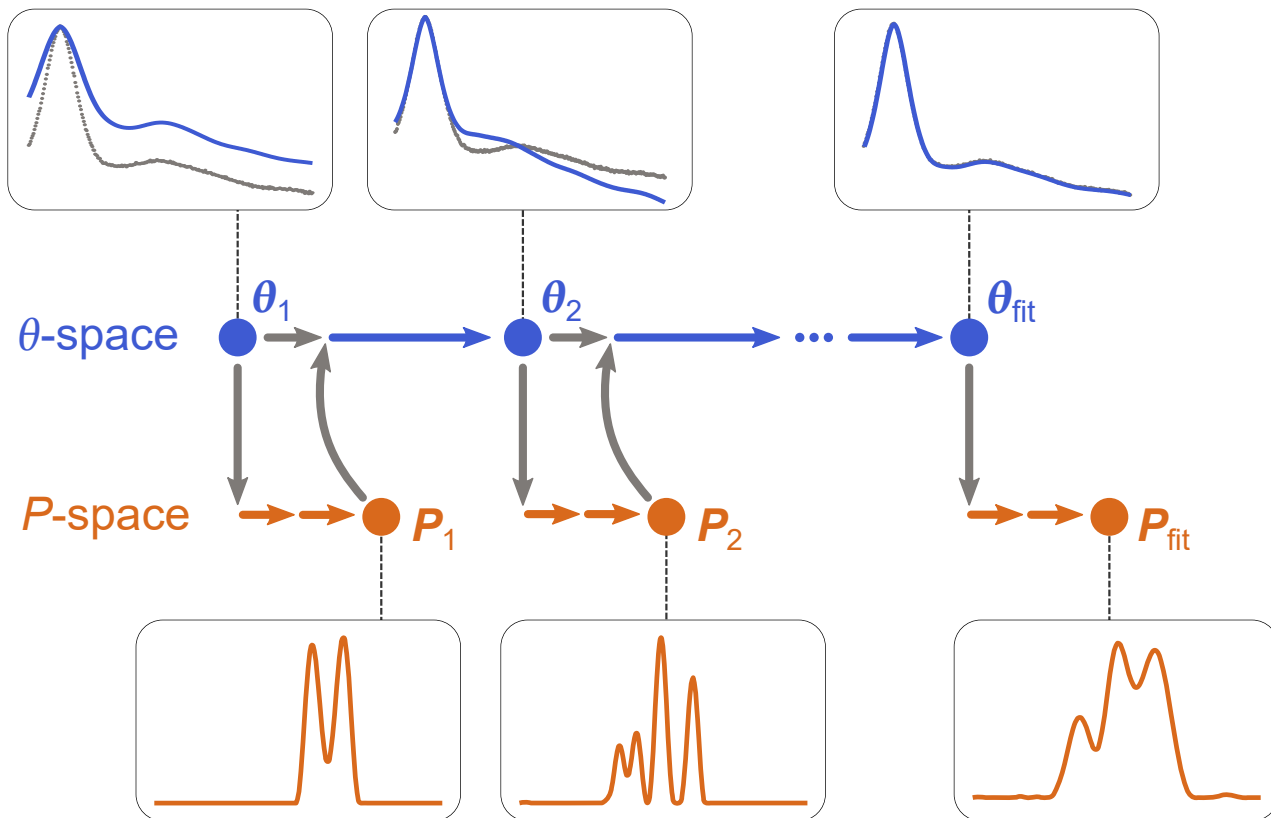 θ₁
θ₂
θfit
θ-space
P-space
P₁
P₂
Pfit